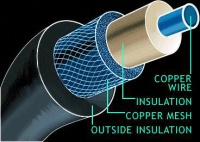 COPPER
WIRE
INSULATION
COPPER MESH
OUTSIDE INSULATION